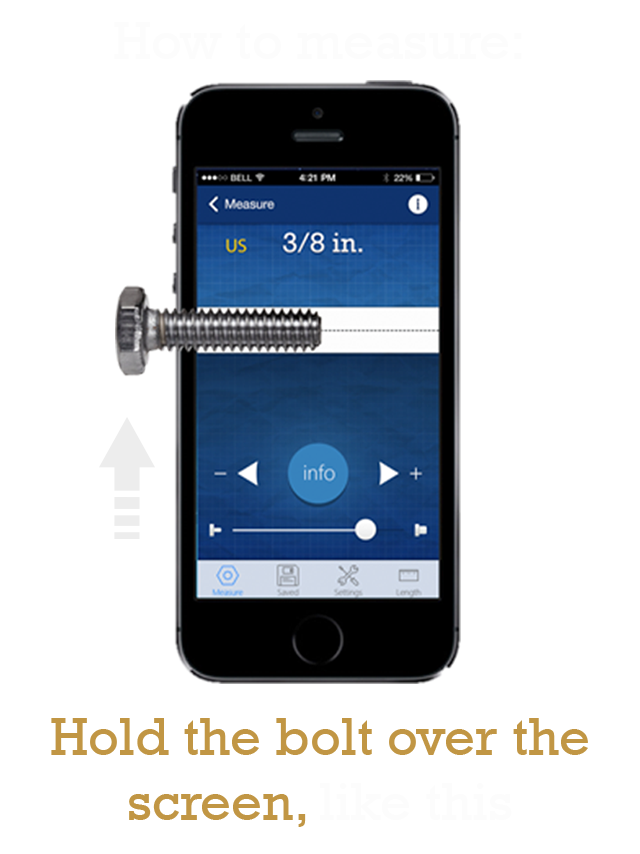 How to measure:
BELL 4:21 PM 22%
Measure i
US 3/8 in.
− info +
Measure Saved Settings Length
Hold the bolt over the
screen, like this